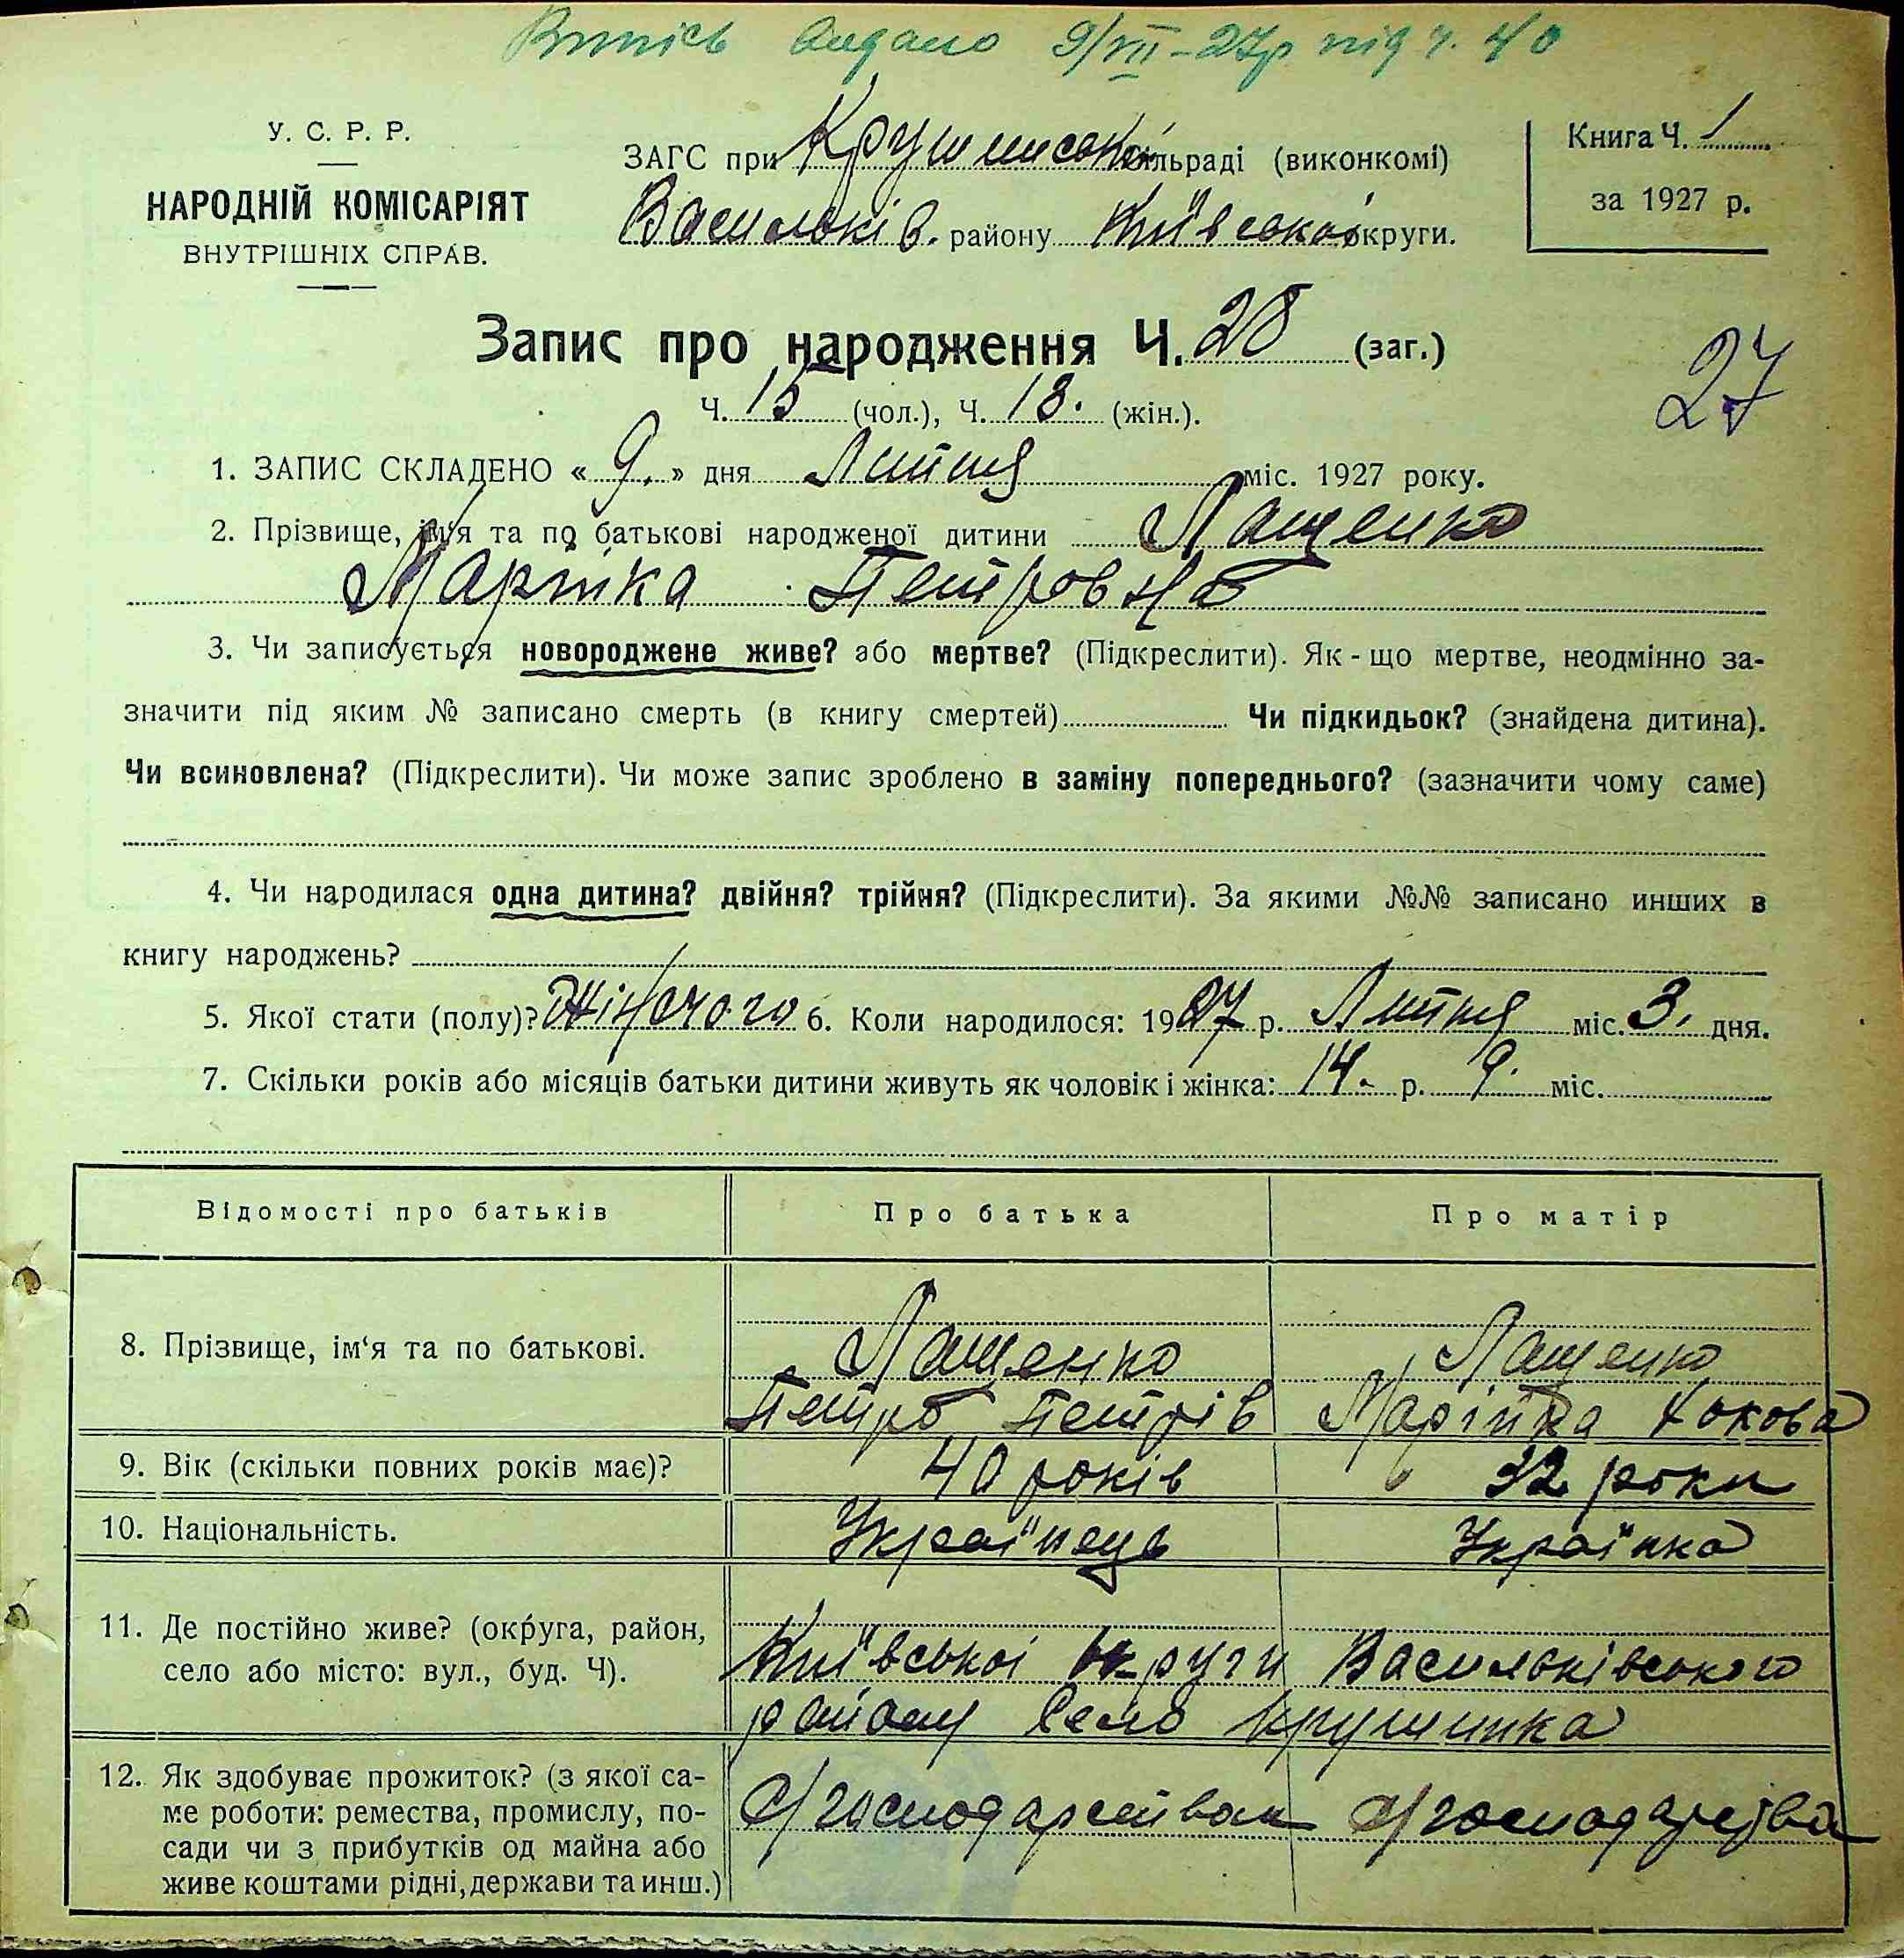 Випись видано 9/VII-27р під ч. 40
У. С. Р. Р.
НАРОДНІЙ КОМІСАРІЯТ
ВНУТРІШНІХ СПРАВ.
ЗАГС при Крушинській сільраді (виконкомі)
Васильків. району Київської округи.
Книга Ч. 1
за 1927 р.
Запис про народження Ч. 28 (заг.)
Ч. 15 (чол.), Ч. 13. (жін.).
27
1. ЗАПИС СКЛАДЕНО « 9. » дня Липня міс. 1927 року.
2. Прізвище, ім'я та по батькові народженої дитини Лащенко
Марійка Петровна
3. Чи записується новороджене живе? або мертве? (Підкреслити). Як-що мертве, неодмінно за-
значити під яким № записано смерть (в книгу смертей) Чи підкидьок? (знайдена дитина).
Чи всиновлена? (Підкреслити). Чи може запис зроблено в заміну попереднього? (зазначити чому саме)
4. Чи народилася одна дитина? двійня? трійня? (Підкреслити). За якими №№ записано инших в
книгу народжень?
5. Якої стати (полу)? Жіночого 6. Коли народилося: 1927 р. Липня міс. 3. дня.
7. Скільки років або місяців батьки дитини живуть як чоловік і жінка: 14. р. 9. міс.
Відомості про батьків Про батька Про матір
8. Прізвище, ім'я та по батькові. Лащенко Лащенко
Петро Петрів Марійка
9. Вік (скільки повних років має)? 40 років 32 роки
10. Національність. Українець Українка
11. Де постійно живе? (округа, район,
село або місто: вул., буд. Ч).
Київської округи Васильківського
району село Крушинка
12. Як здобуває прожиток? (з якої са-
ме роботи: ремества, промислу, по-
сади чи з прибутків од майна або
живе коштами рідні, держави та инш.)
с/господарством с/господарства